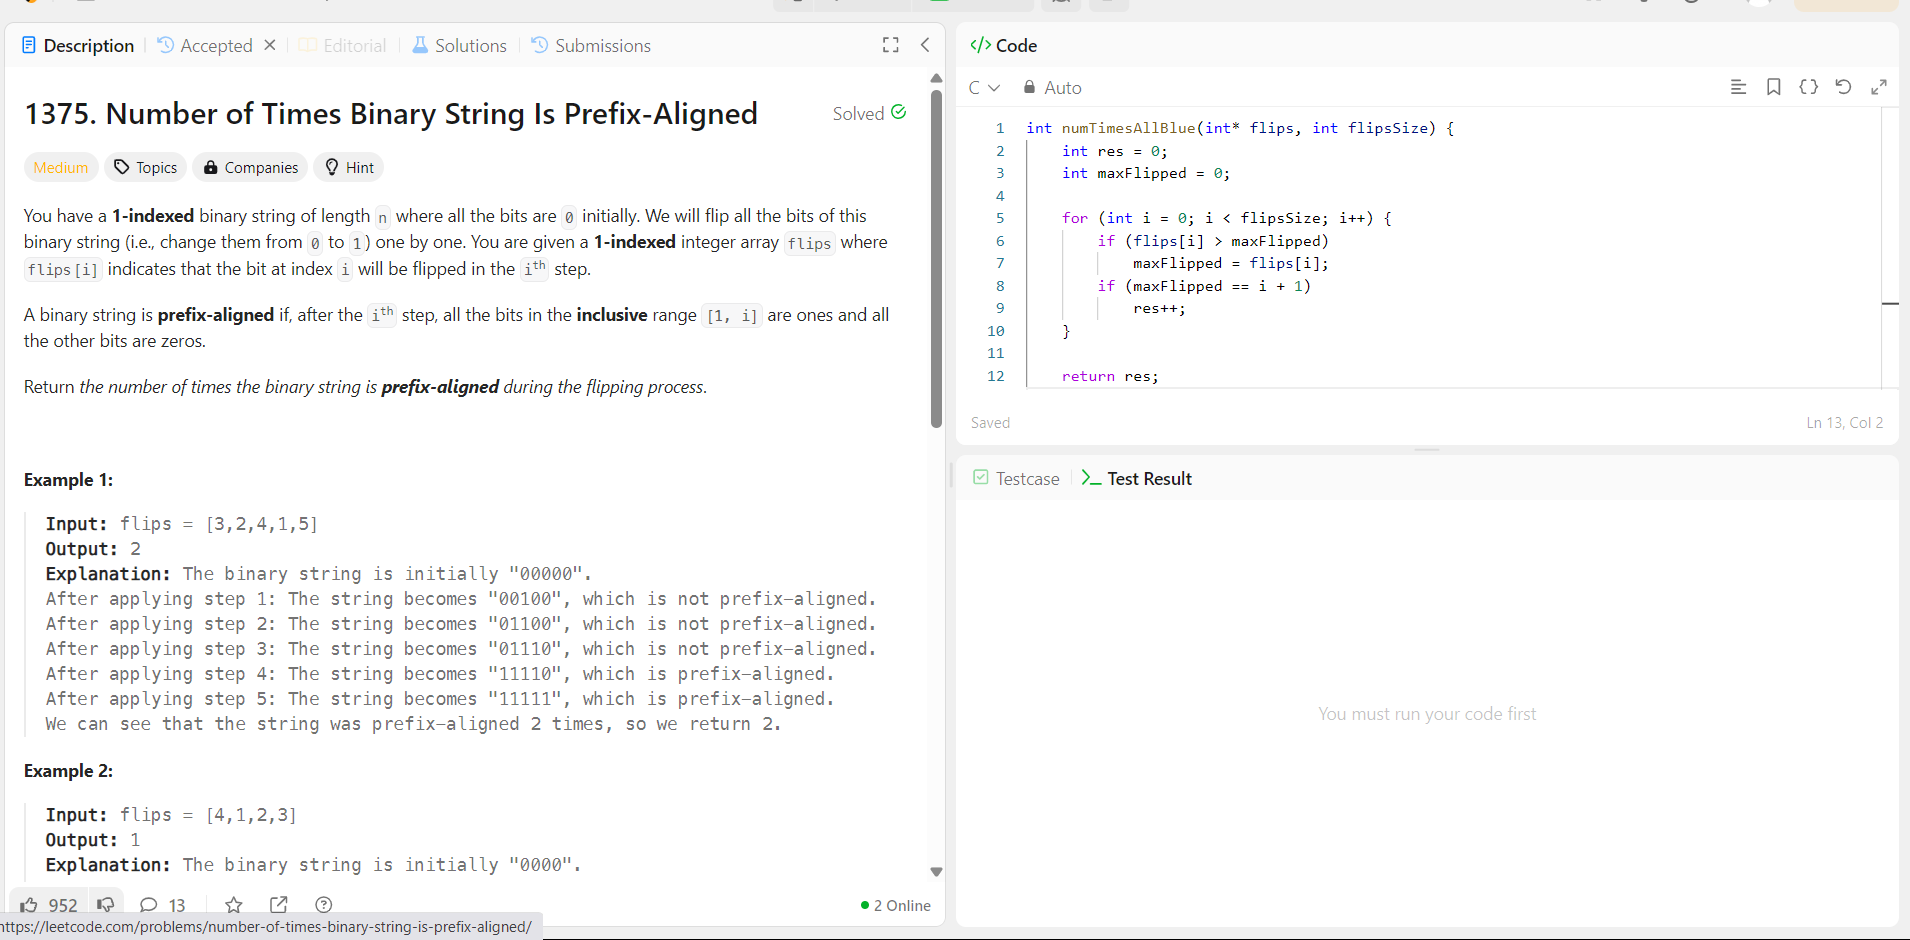 Description
Accepted
Editorial
Solutions
Submissions
1375. Number of Times Binary String Is Prefix-Aligned
Solved
Medium
Topics
Companies
Hint
You have a 1-indexed binary string of length n where all the bits are 0 initially. We will flip all the bits of this
binary string (i.e., change them from 0 to 1) one by one. You are given a 1-indexed integer array flips where
flips[i] indicates that the bit at index i will be flipped in the ith step.
A binary string is prefix-aligned if, after the ith step, all the bits in the inclusive range [1, i] are ones and all
the other bits are zeros.
Return the number of times the binary string is prefix-aligned during the flipping process.
Example 1:
Input: flips = [3,2,4,1,5]
Output: 2
Explanation: The binary string is initially "00000".
After applying step 1: The string becomes "00100", which is not prefix-aligned.
After applying step 2: The string becomes "01100", which is not prefix-aligned.
After applying step 3: The string becomes "01110", which is not prefix-aligned.
After applying step 4: The string becomes "11110", which is prefix-aligned.
After applying step 5: The string becomes "11111", which is prefix-aligned.
We can see that the string was prefix-aligned 2 times, so we return 2.
Example 2:
Input: flips = [4,1,2,3]
Output: 1
Explanation: The binary string is initially "0000".
952
13
2 Online
https://leetcode.com/problems/number-of-times-binary-string-is-prefix-aligned/
</> Code
C
Auto
1 int numTimesAllBlue(int* flips, int flipsSize) {
2 int res = 0;
3 int maxFlipped = 0;
4
5 for (int i = 0; i < flipsSize; i++) {
6 if (flips[i] > maxFlipped)
7 maxFlipped = flips[i];
8 if (maxFlipped == i + 1)
9 res++;
10 }
11
12 return res;
Saved
Ln 13, Col 2
Testcase
Test Result
You must run your code first